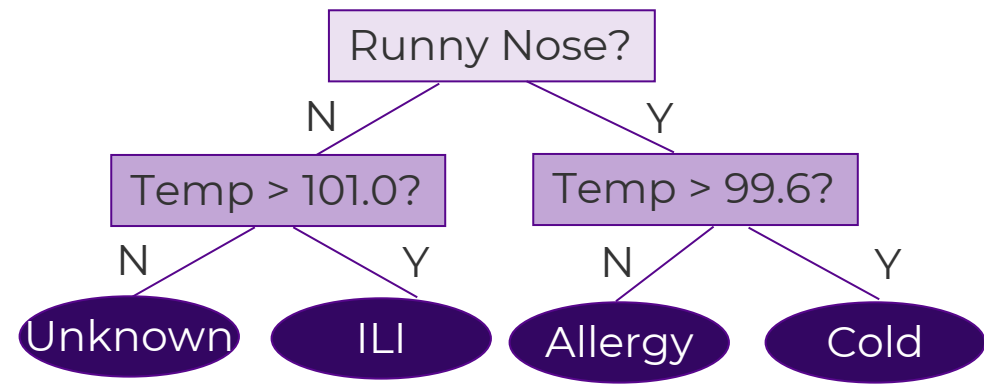 Runny Nose?
N
Y
Temp > 101.0?
Temp > 99.6?
N
Y
N
Y
Unknown
ILI
Allergy
Cold